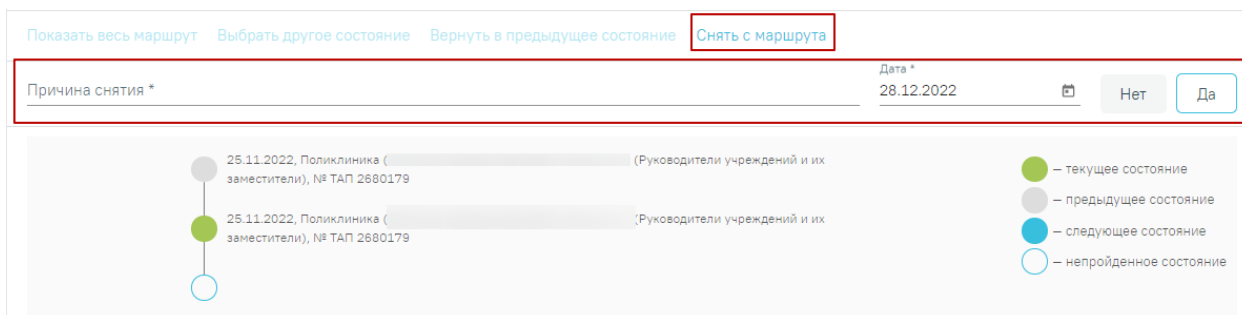 Показать весь маршрут Выбрать другое состояние Вернуть в предыдущее состояние Снять с маршрута
Причина снятия *
Дата *
28.12.2022
Нет
Да
25.11.2022, Поликлиника ( (Руководители учреждений и их
заместители), № ТАП 2680179
25.11.2022, Поликлиника ( (Руководители учреждений и их
заместители), № ТАП 2680179
– текущее состояние
– предыдущее состояние
– следующее состояние
– непройденное состояние